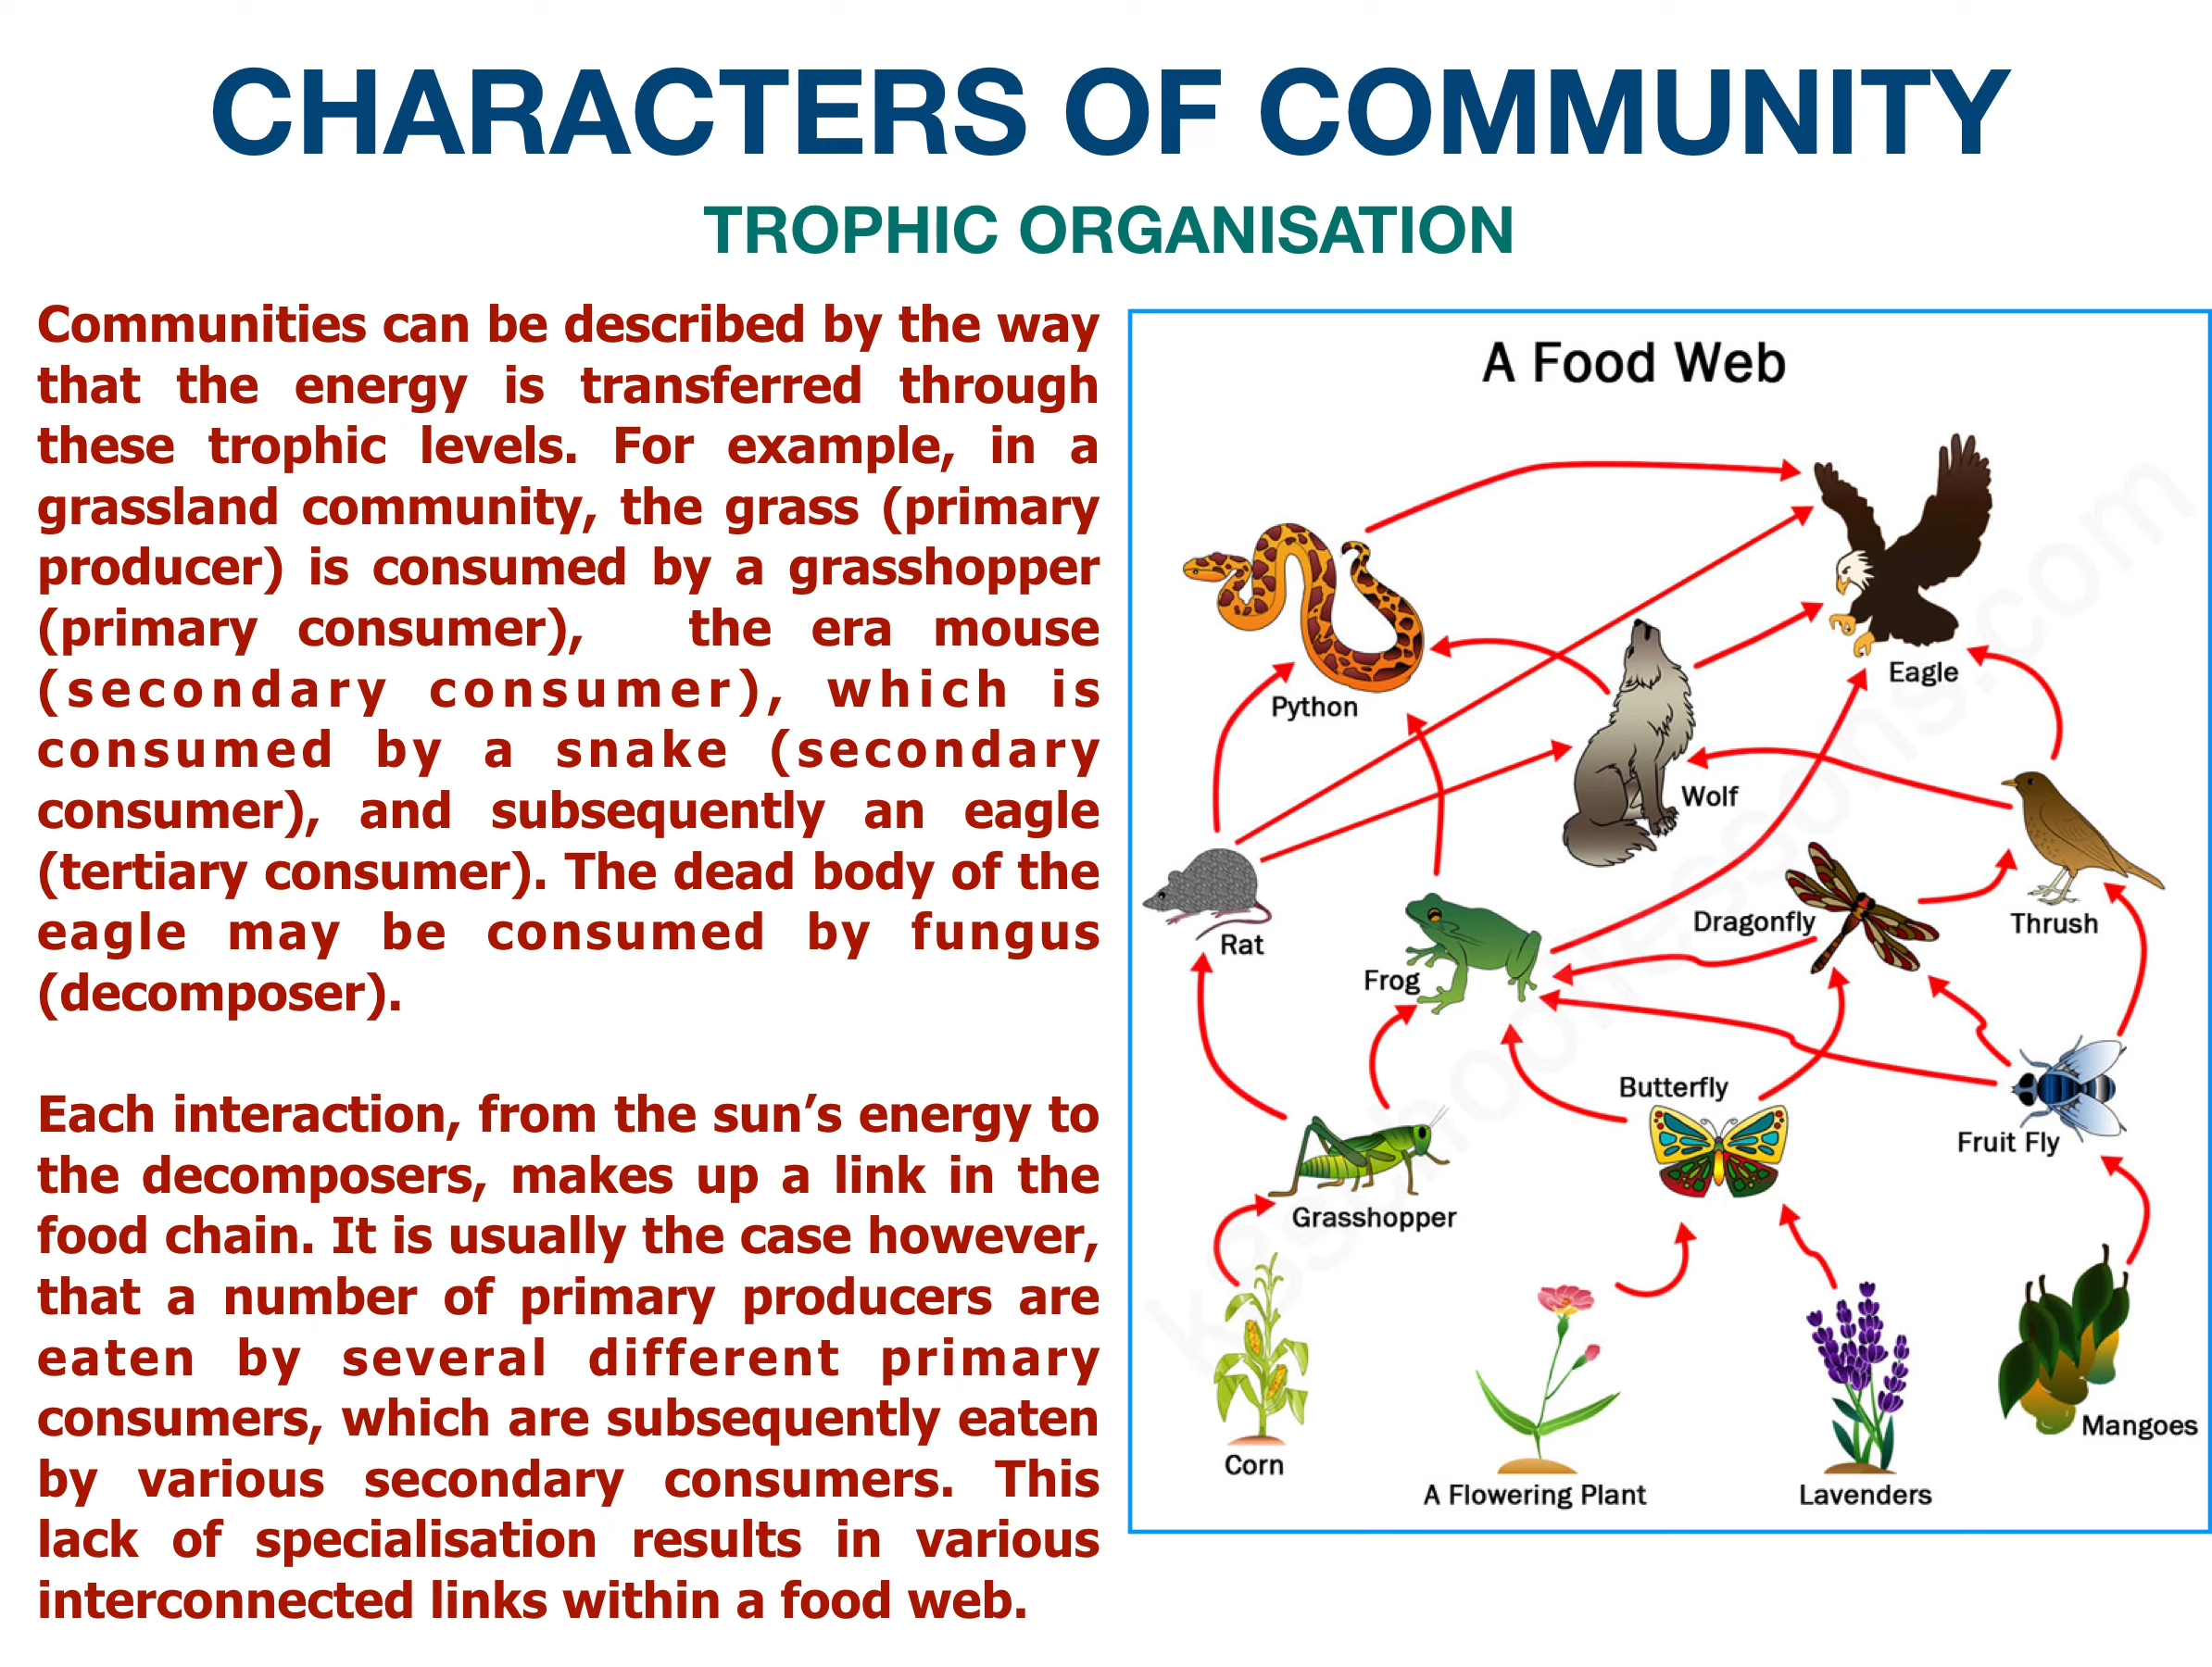 CHARACTERS OF COMMUNITY
TROPHIC ORGANISATION
Communities can be described by the way
that the energy is transferred through
these trophic levels. For example, in a
grassland community, the grass (primary
producer) is consumed by a grasshopper
(primary consumer), the era mouse
(secondary consumer), which is
consumed by a snake (secondary
consumer), and subsequently an eagle
(tertiary consumer). The dead body of the
eagle may be consumed by fungus
(decomposer).
Each interaction, from the sun’s energy to
the decomposers, makes up a link in the
food chain. It is usually the case however,
that a number of primary producers are
eaten by several different primary
consumers, which are subsequently eaten
by various secondary consumers. This
lack of specialisation results in various
interconnected links within a food web.
A Food Web
Eagle
Python
Wolf
Rat
Frog
Dragonfly
Thrush
Butterfly
Fruit Fly
Grasshopper
Corn
A Flowering Plant
Lavenders
Mangoes